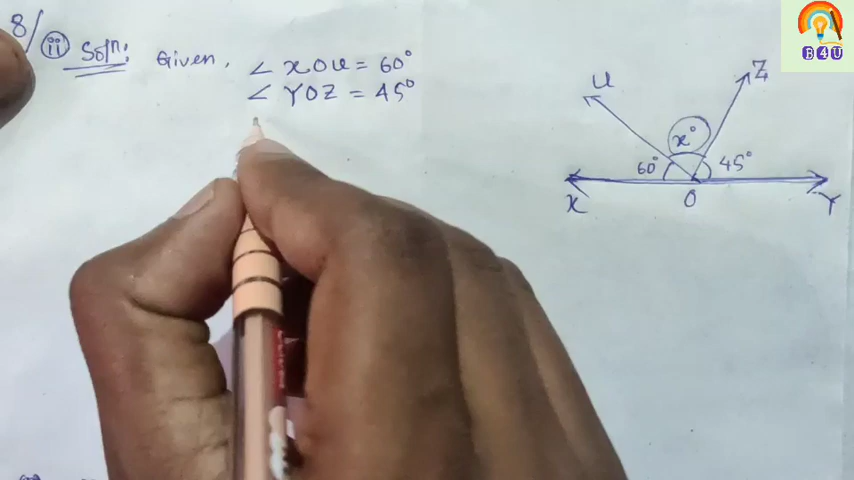 8/ ii Soln: Given, ∠ XOU = 60°
∠ YOZ = 45°
U
Z
x°
60°
45°
X
O
Y
B4U